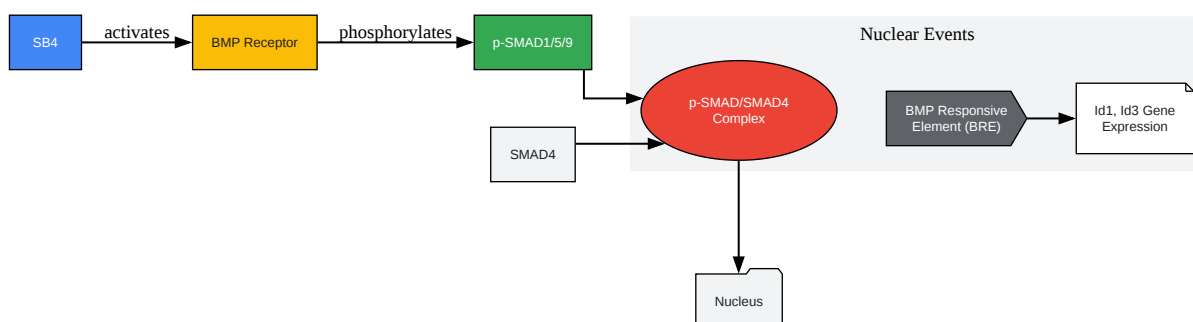 SB4
activates
BMP Receptor
phosphorylates
p-SMAD1/5/9
Nuclear Events
p-SMAD/SMAD4
Complex
BMP Responsive
Element (BRE)
Id1, Id3 Gene
Expression
SMAD4
Nucleus